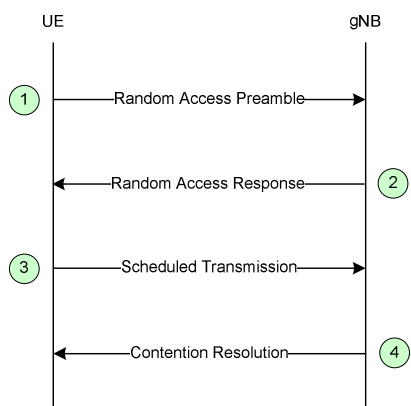 UE
gNB
1
Random Access Preamble
Random Access Response
2
3
Scheduled Transmission
Contention Resolution
4